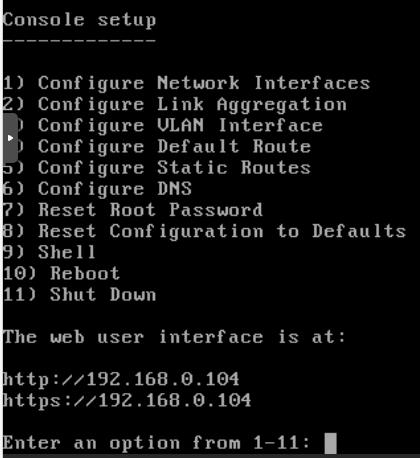 Console setup
-------------
1) Configure Network Interfaces
2) Configure Link Aggregation
) Configure VLAN Interface
) Configure Default Route
5) Configure Static Routes
6) Configure DNS
7) Reset Root Password
8) Reset Configuration to Defaults
9) Shell
10) Reboot
11) Shut Down
The web user interface is at:
http://192.168.0.104
https://192.168.0.104
Enter an option from 1-11: